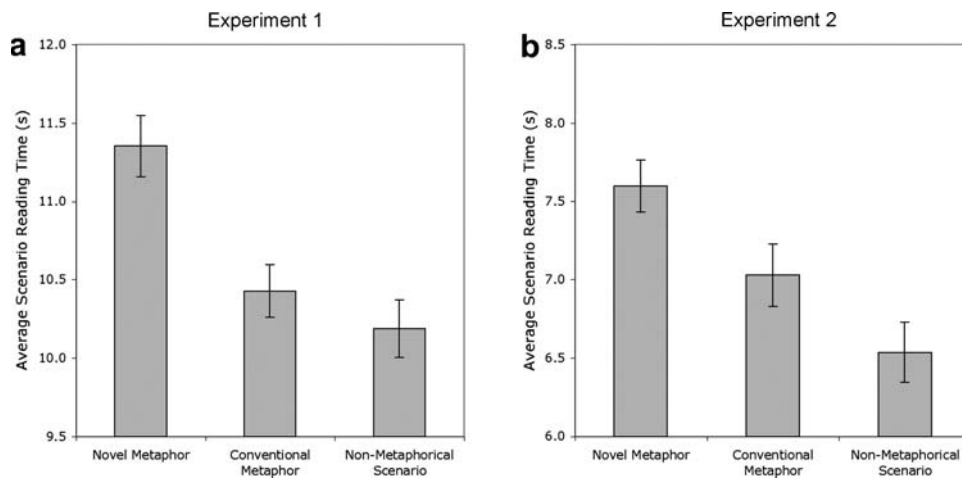 Experiment 1
a
Average Scenario Reading Time (s)
12.0
11.5
11.0
10.5
10.0
9.5
Novel Metaphor
Conventional
Metaphor
Non-Metaphorical
Scenario
Experiment 2
b
Average Scenario Reading Time (s)
8.5
8.0
7.5
7.0
6.5
6.0
Novel Metaphor
Conventional
Metaphor
Non-Metaphorical
Scenario